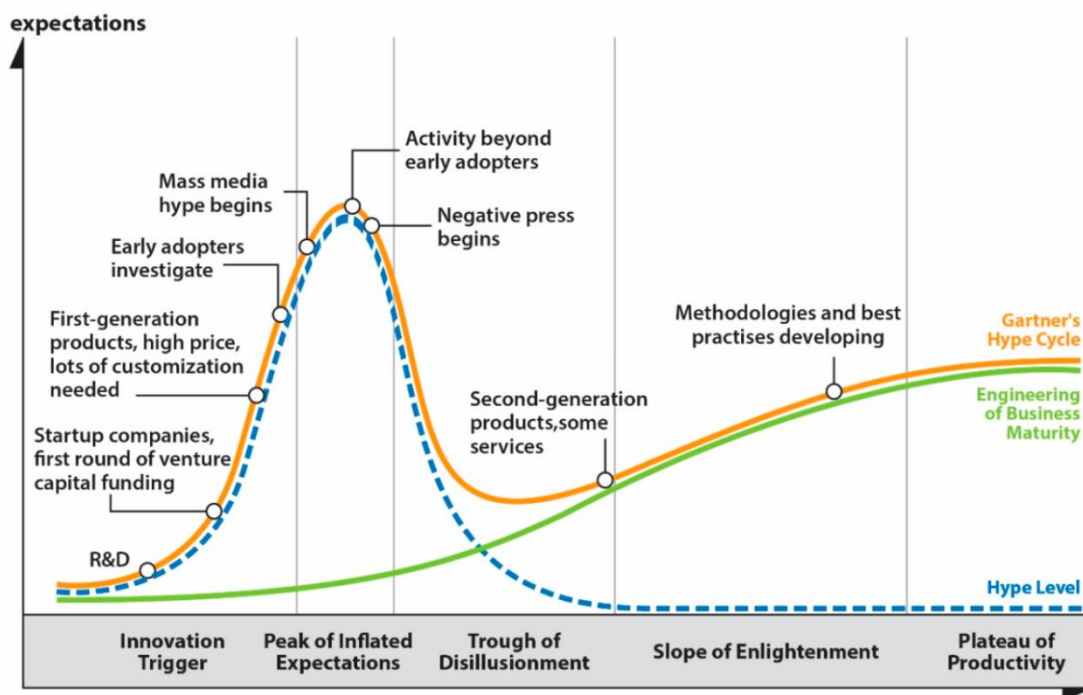 expectations
Activity beyond
early adopters
Mass media
hype begins
Negative press
begins
Early adopters
investigate
First-generation
products, high price,
lots of customization
needed
Startup companies,
first round of venture
capital funding
R&D
Second-generation
products,some
services
Methodologies and best
practises developing
Gartner's
Hype Cycle
Engineering
of Business
Maturity
Hype Level
Innovation
Trigger
Peak of Inflated
Expectations
Trough of
Disillusionment
Slope of Enlightenment
Plateau of
Productivity